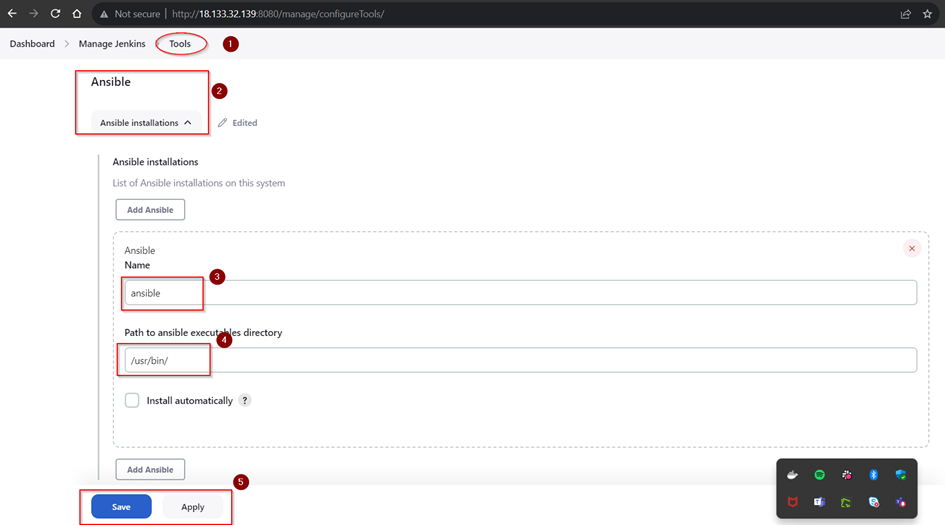 Not secure | http://18.133.32.139:8080/manage/configureTools/
Dashboard > Manage Jenkins Tools 1
Ansible
2
Ansible installations Edited
Ansible installations
List of Ansible installations on this system
Add Ansible
Ansible
Name
3
ansible
Path to ansible executables directory
4
/usr/bin/
Install automatically ?
Add Ansible
5
Save Apply